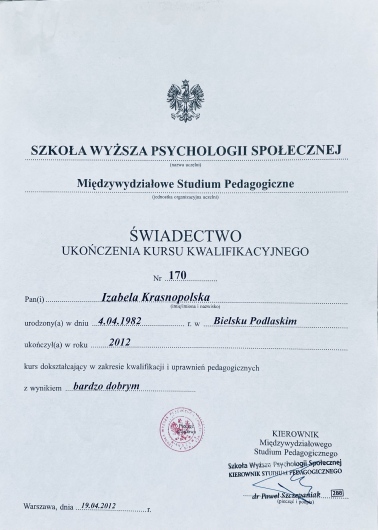 SZKOŁA WYŻSZA PSYCHOLOGII SPOŁECZNEJ
(nazwa uczelni)
Międzywydziałowe Studium Pedagogiczne
(jednostka organizacyjna uczelni)
ŚWIADECTWO
UKOŃCZENIA KURSU KWALIFIKACYJNEGO
Nr 170
Pan(i) Izabela Krasnopolska
(imię/imiona i nazwisko)
urodzony(a) w dniu 4.04.1982 r. w Bielsku Podlaskim
ukończył(a) w roku 2012
kurs dokształcający w zakresie kwalifikacji i uprawnień pedagogicznych
z wynikiem bardzo dobrym
KIEROWNIK
Międzywydziałowego
Studium Pedagogicznego
Szkoła Wyższa Psychologii Społecznej
KIEROWNIK STUDIUM PEDAGOGICZNEGO
dr Paweł Szczepaniak 288
(pieczęć i podpis)
Warszawa, dnia 19.04.2012 r.